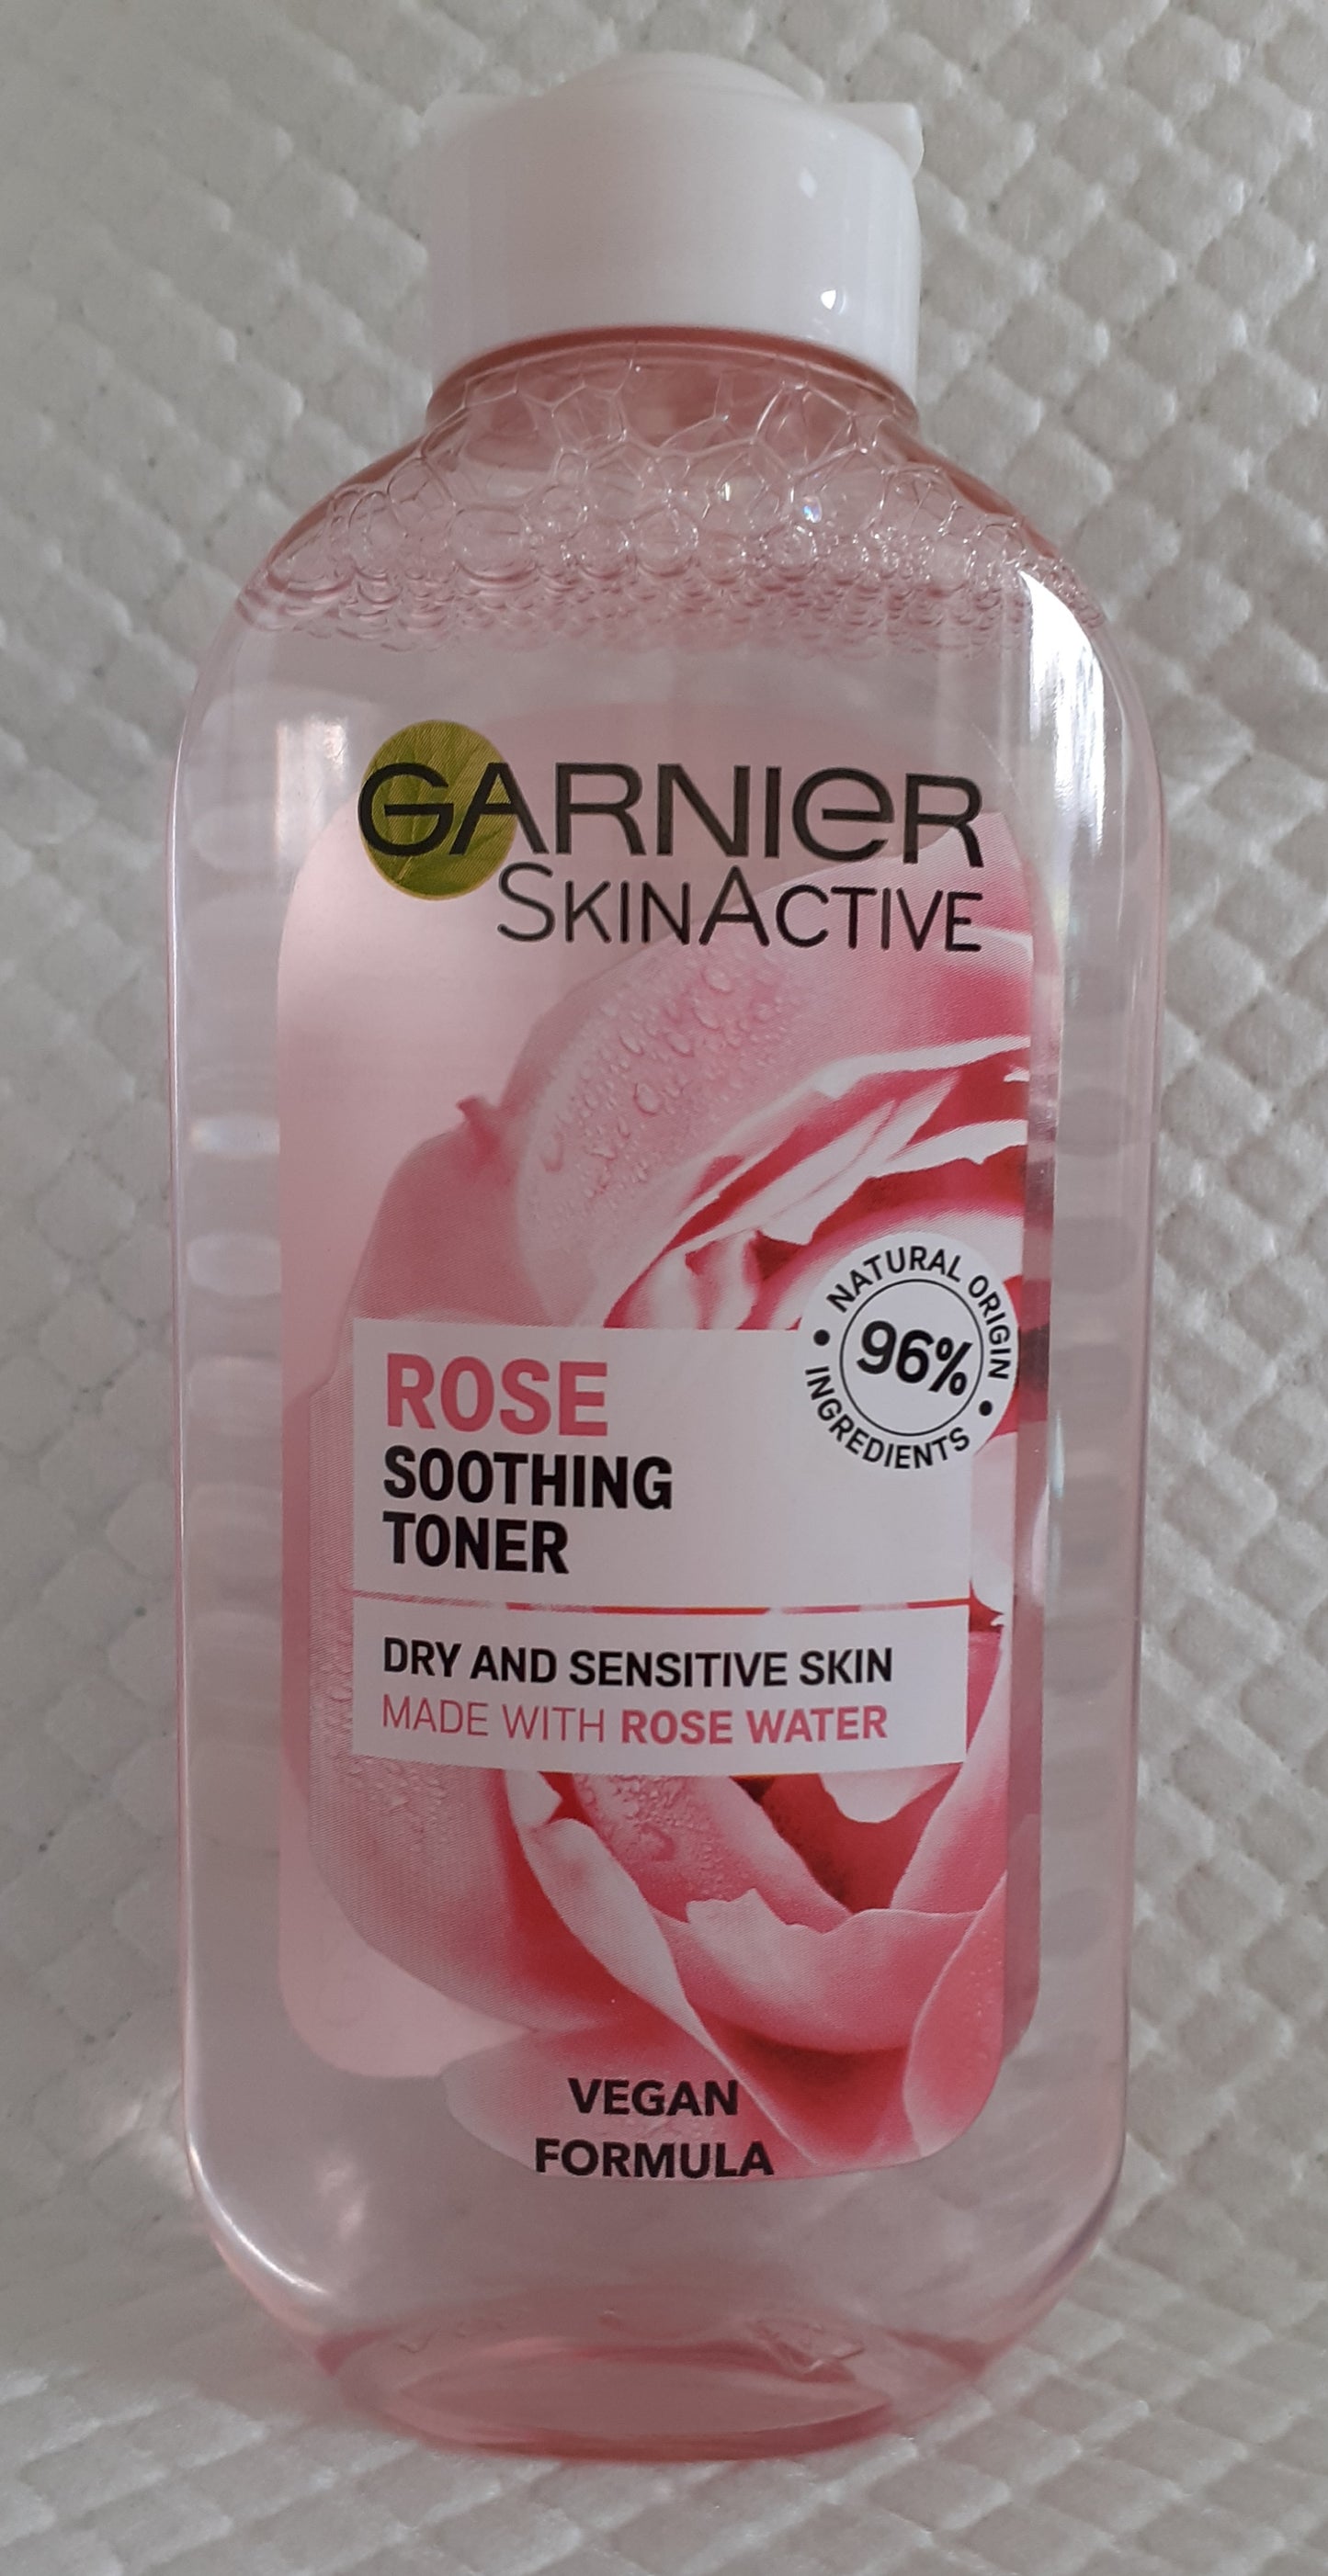 GARNIER
SKINACTIVE
NATURAL ORIGIN
96%
INGREDIENTS
ROSE
SOOTHING
TONER
DRY AND SENSITIVE SKIN
MADE WITH ROSE WATER
VEGAN
FORMULA